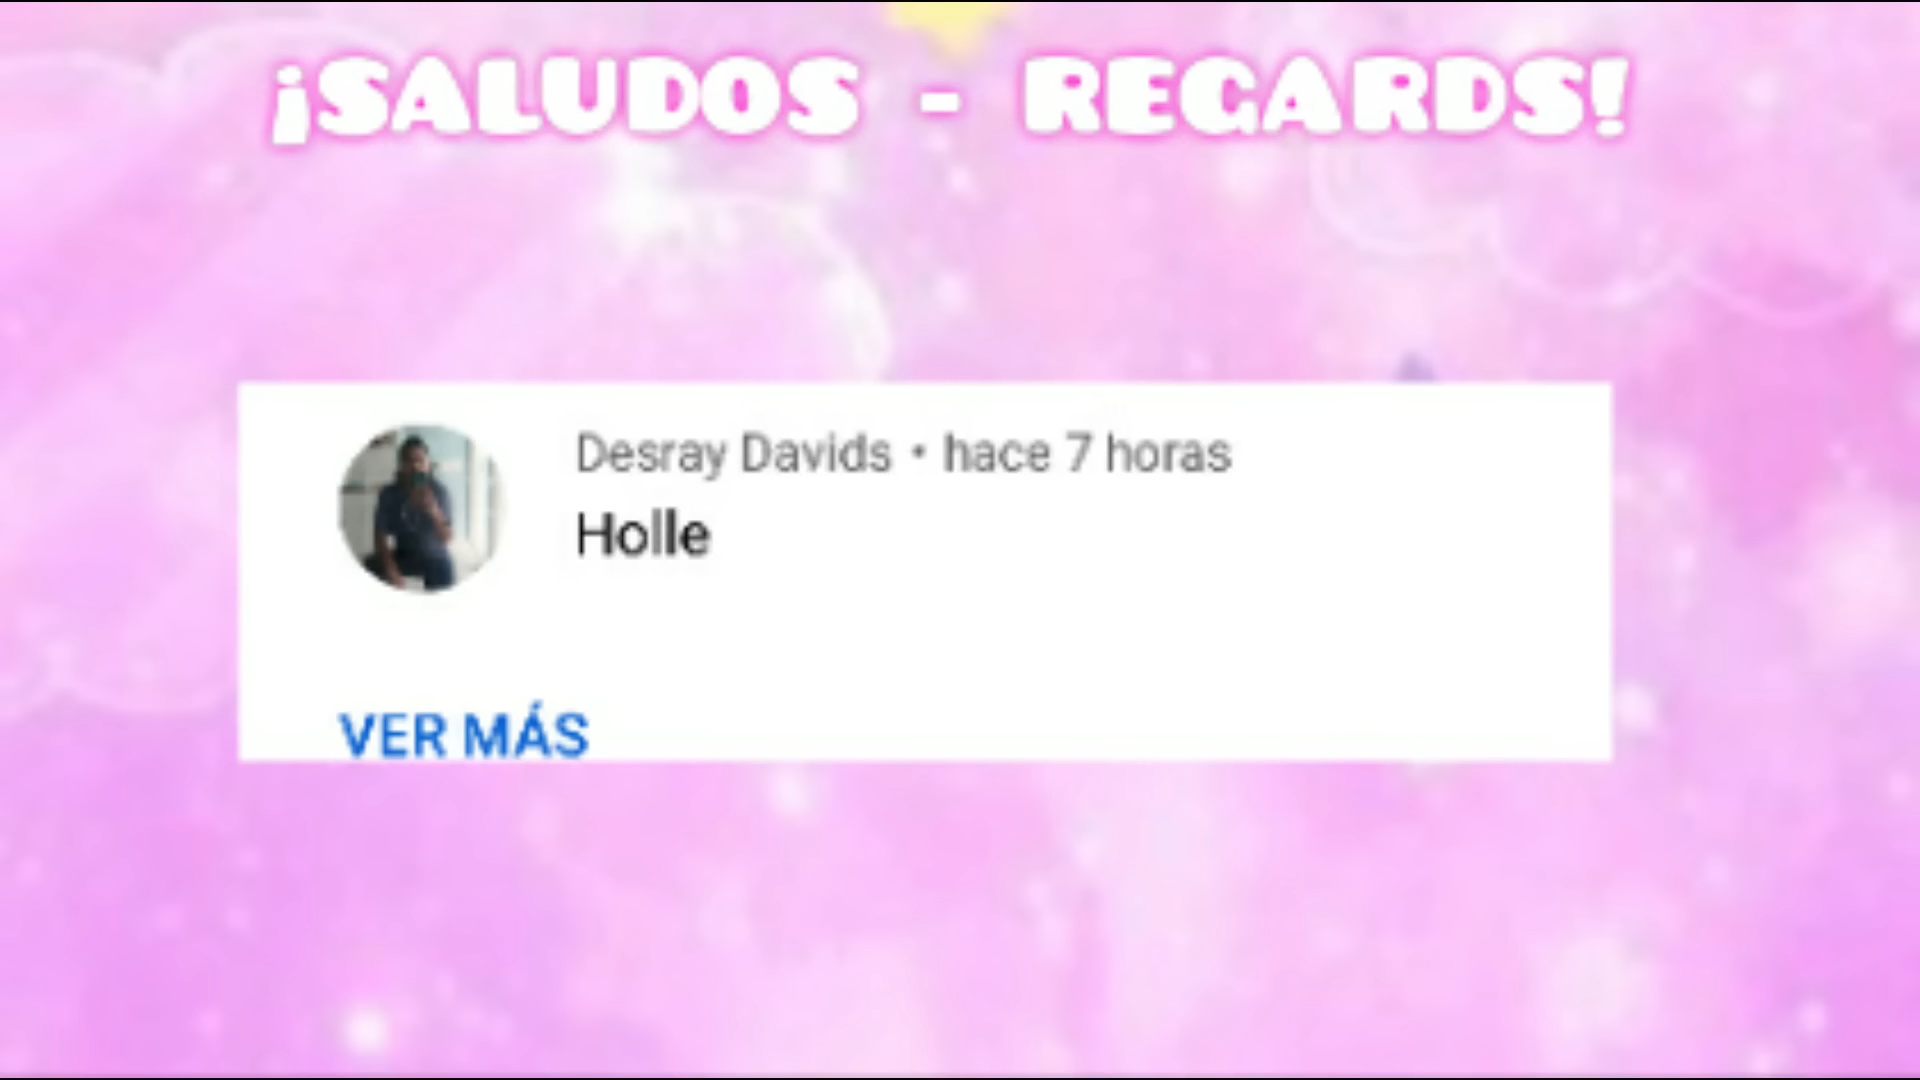 ¡SALUDOS - REGARDS!
Desray Davids • hace 7 horas
Holle
VER MÁS